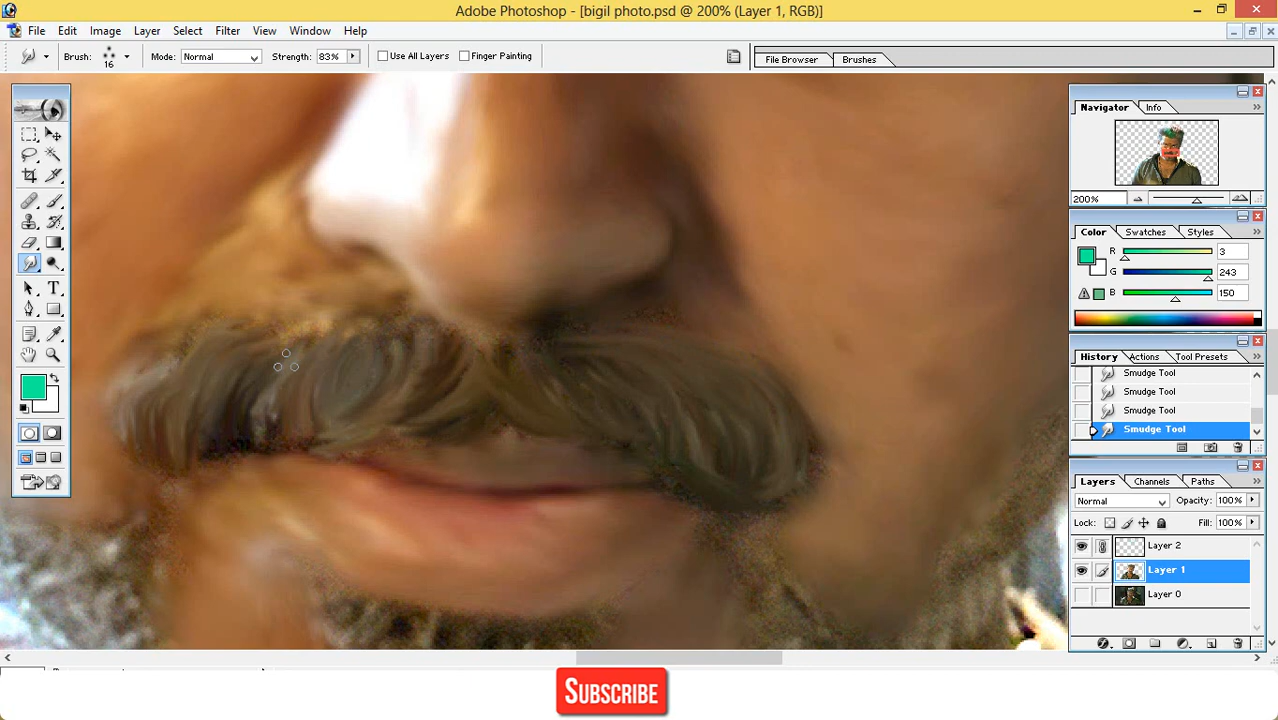 Adobe Photoshop - [bigil photo.psd @ 200% (Layer 1, RGB)]
File Edit Image Layer Select Filter View Window Help
Brush: 16 Mode: Normal Strength: 83% Use All Layers Finger Painting File Browser Brushes
Navigator Info
200%
Color Swatches Styles
R 3
G 243
B 150
History Actions Tool Presets
Smudge Tool
Smudge Tool
Smudge Tool
Smudge Tool
Layers Channels Paths
Normal Opacity: 100%
Lock: Fill: 100%
Layer 2
Layer 1
Layer 0
SUBSCRIBE